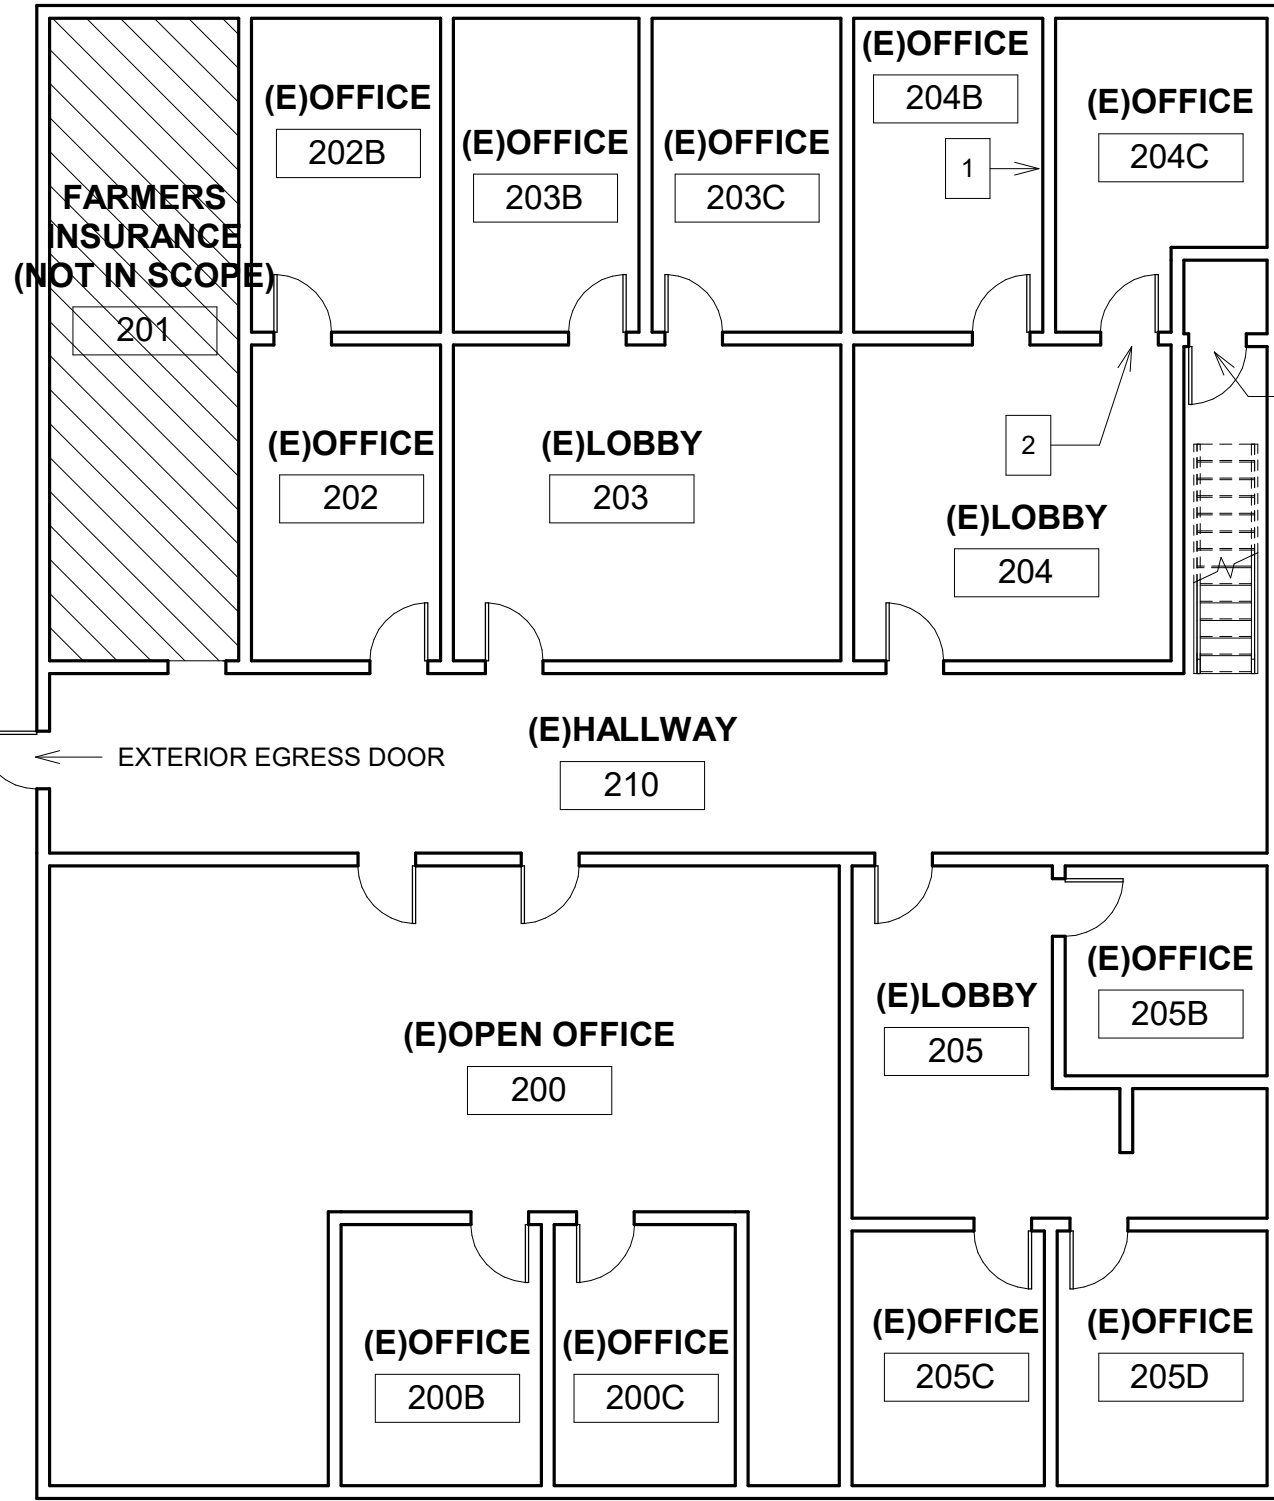 (E)OFFICE
204B
(E)OFFICE
202B
(E)OFFICE
204C
(E)OFFICE
203B
(E)OFFICE
203C
1
FARMERS
INSURANCE
(NOT IN SCOPE)
201
(E)OFFICE
202
(E)LOBBY
203
2
(E)LOBBY
204
(E)HALLWAY
210
EXTERIOR EGRESS DOOR
(E)OFFICE
205B
(E)LOBBY
205
(E)OPEN OFFICE
200
(E)OFFICE
200B
(E)OFFICE
200C
(E)OFFICE
205C
(E)OFFICE
205D